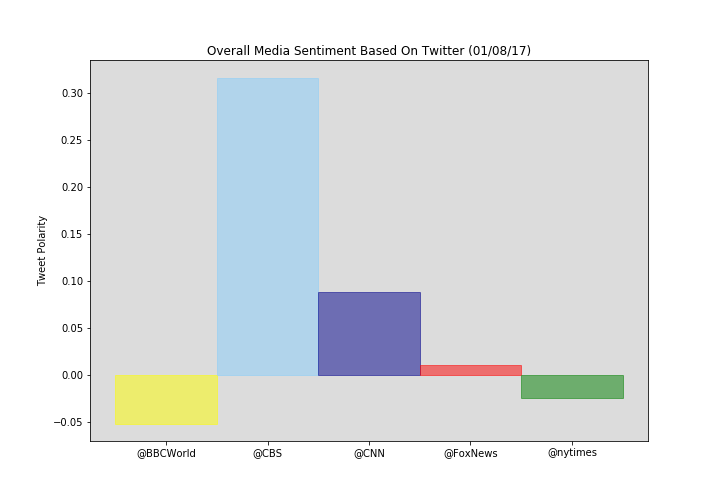 Overall Media Sentiment Based On Twitter (01/08/17)
Tweet Polarity
0.30
0.25
0.20
0.15
0.10
0.05
0.00
−0.05
@BBCWorld @CBS @CNN @FoxNews @nytimes